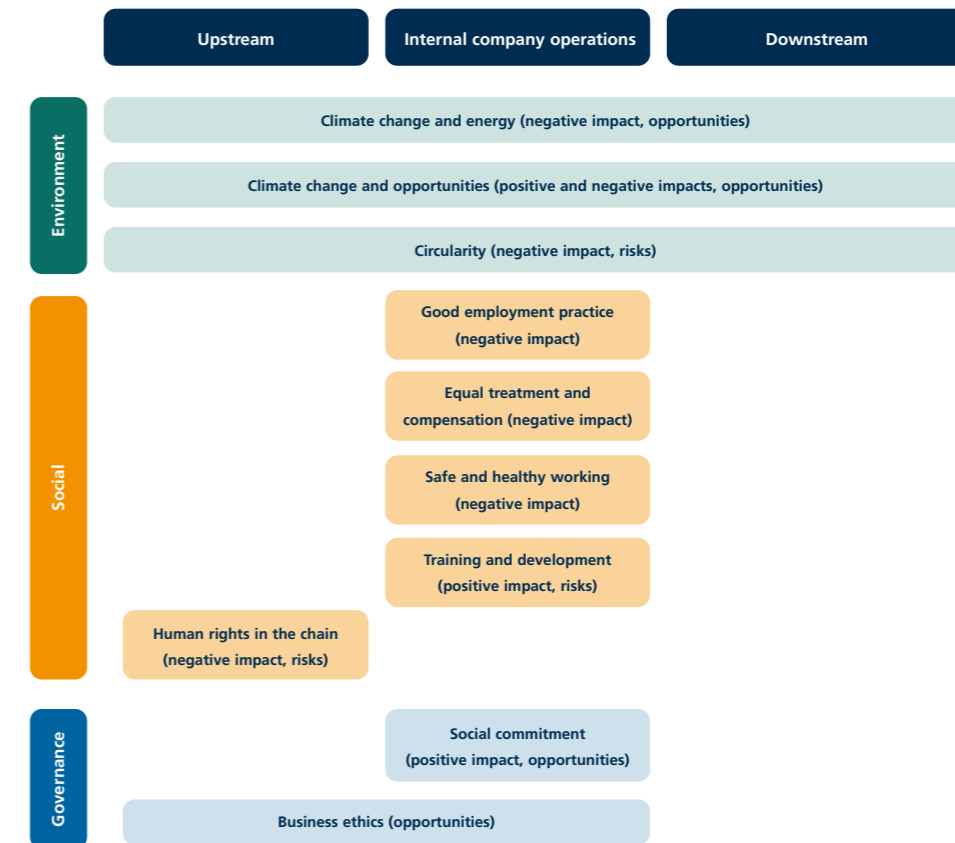 Upstream
Internal company operations
Downstream
Environment
Climate change and energy (negative impact, opportunities)
Climate change and opportunities (positive and negative impacts, opportunities)
Circularity (negative impact, risks)
Social
Good employment practice
(negative impact)
Equal treatment and
compensation (negative impact)
Safe and healthy working
(negative impact)
Training and development
(positive impact, risks)
Human rights in the chain
(negative impact, risks)
Governance
Social commitment
(positive impact, opportunities)
Business ethics (opportunities)